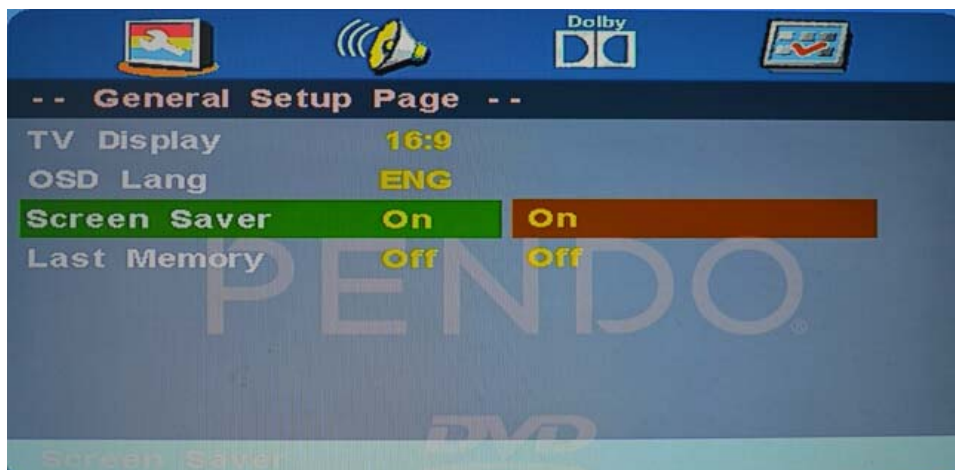 Dolby
-- General Setup Page --
TV Display 16:9
OSD Lang ENG
Screen Saver On On
Last Memory Off Off
PENDO®
DVD
Screen Saver